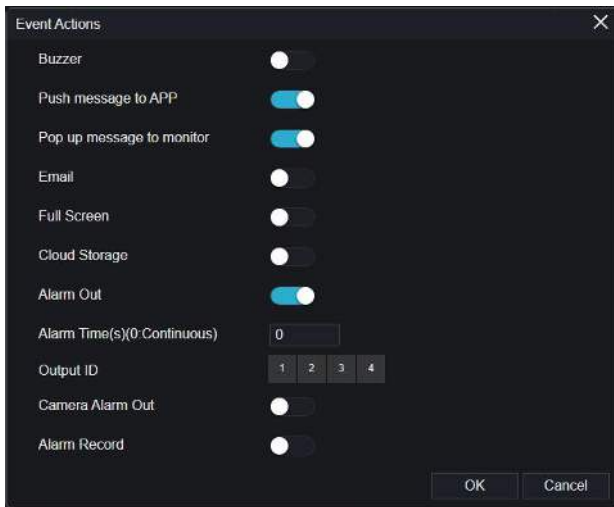 Event Actions
Buzzer
Push message to APP
Pop up message to monitor
Email
Full Screen
Cloud Storage
Alarm Out
Alarm Time(s)(0:Continuous) 0
Output ID 1 2 3 4
Camera Alarm Out
Alarm Record
OK Cancel